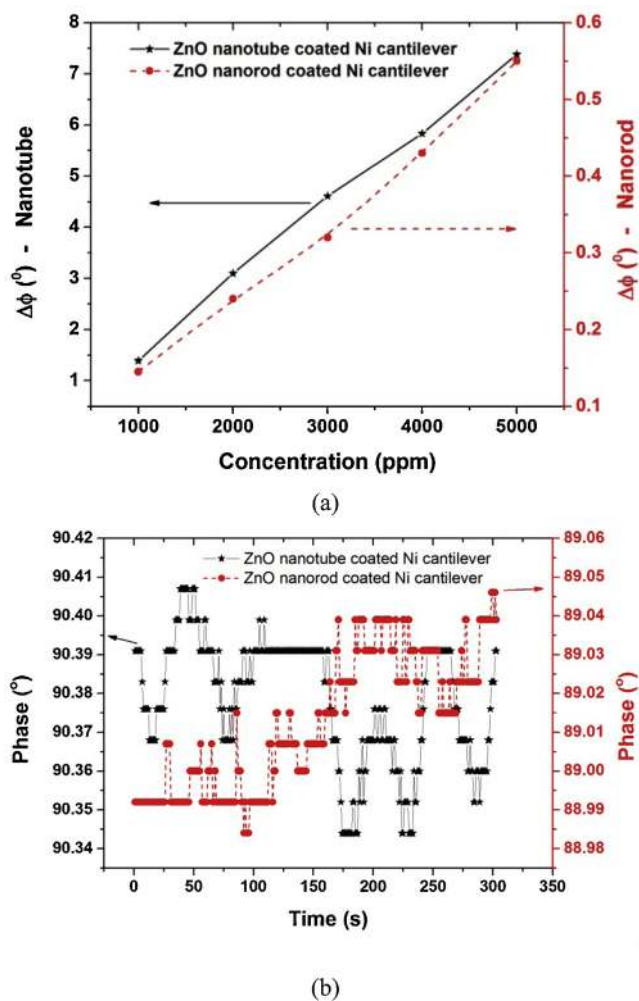 ZnO nanotube coated Ni cantilever
ZnO nanorod coated Ni cantilever
8
7
6
5
4
3
2
1
Δϕ (⁰) - Nanotube
0.6
0.5
0.4
0.3
0.2
0.1
Δϕ (⁰) - Nanorod
1000 2000 3000 4000 5000
Concentration (ppm)
(a)
ZnO nanotube coated Ni cantilever
ZnO nanorod coated Ni cantilever
90.42
90.41
90.40
90.39
90.38
90.37
90.36
90.35
90.34
Phase (°)
89.06
89.05
89.04
89.03
89.02
89.01
89.00
88.99
88.98
Phase (°)
0 50 100 150 200 250 300 350
Time (s)
(b)